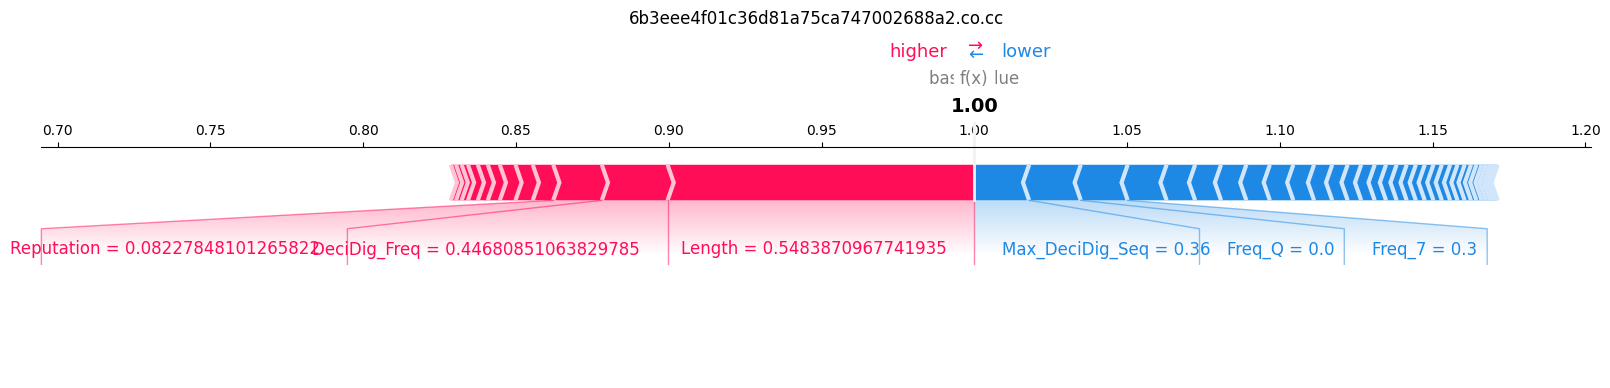 6b3eee4f01c36d81a75ca747002688a2.co.cc
higher ⇄ lower
f(x)
1.00
0.70 0.75 0.80 0.85 0.90 0.95 1.00 1.05 1.10 1.15 1.20
Reputation = 0.08227848101265822 DeciDig_Freq = 0.44680851063829785 Length = 0.5483870967741935 Max_DeciDig_Seq = 0.36 Freq_Q = 0.0 Freq_7 = 0.3